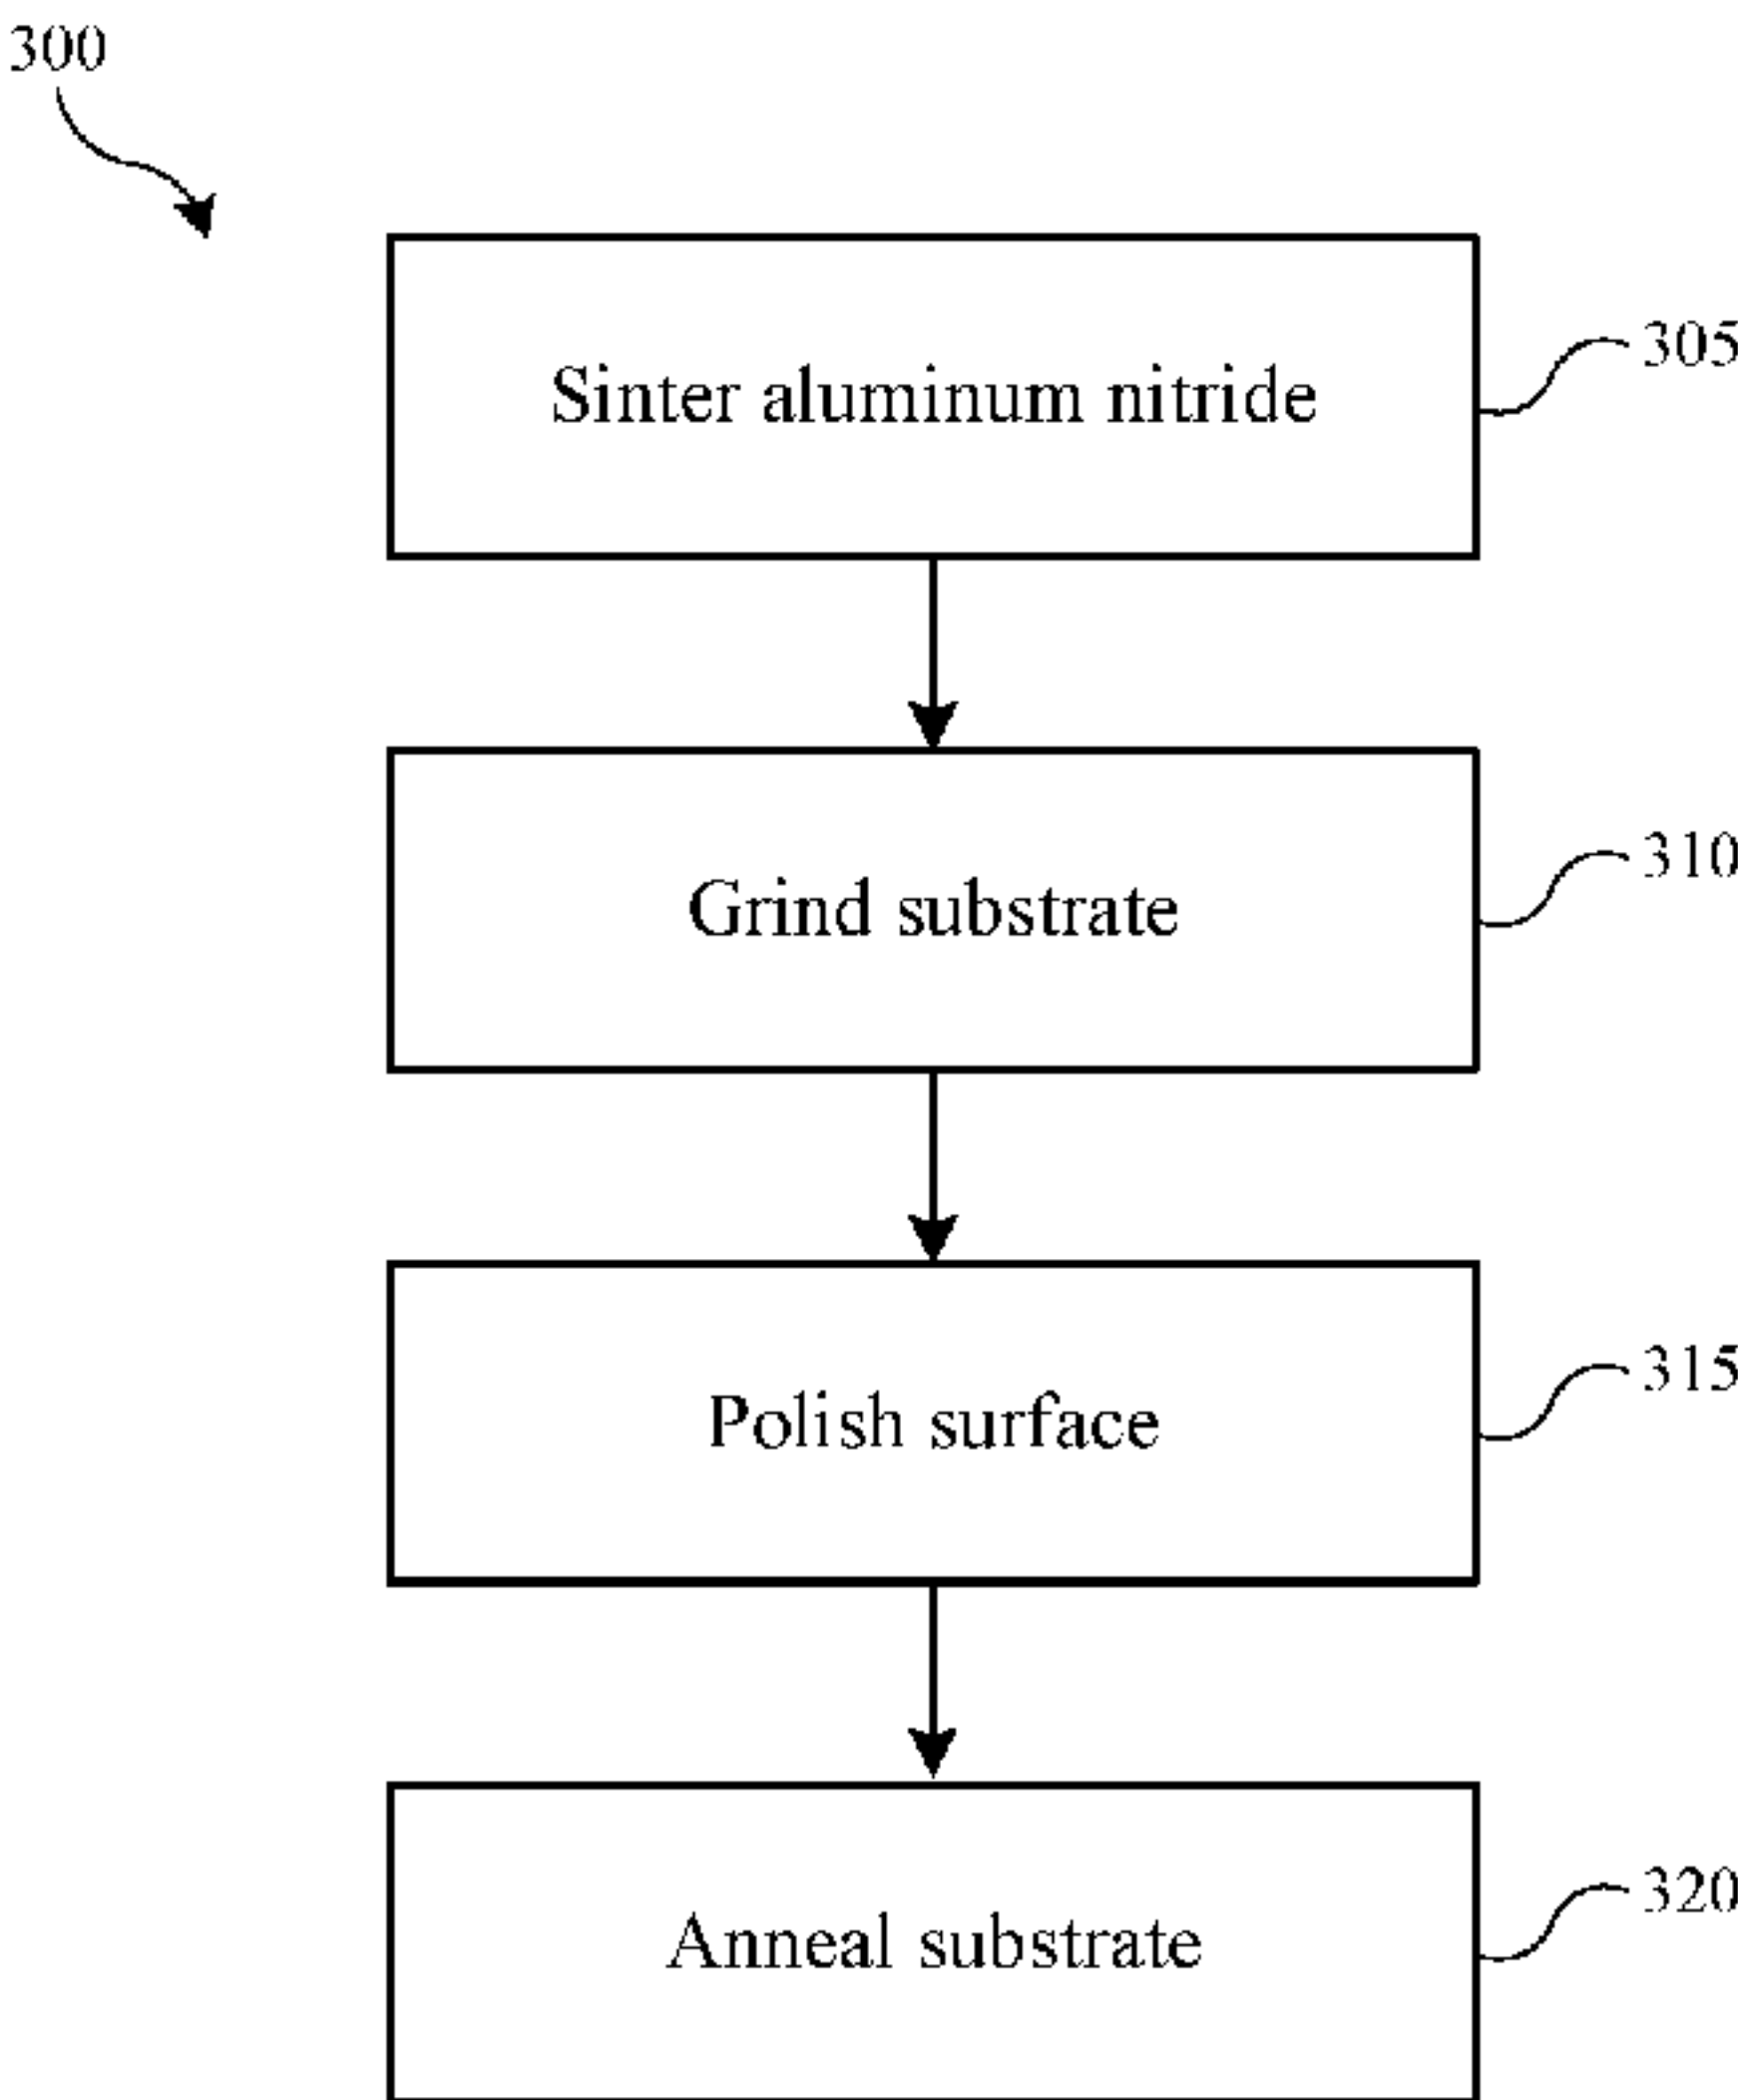 300
Sinter aluminum nitride
305
Grind substrate
310
Polish surface
315
Anneal substrate
320